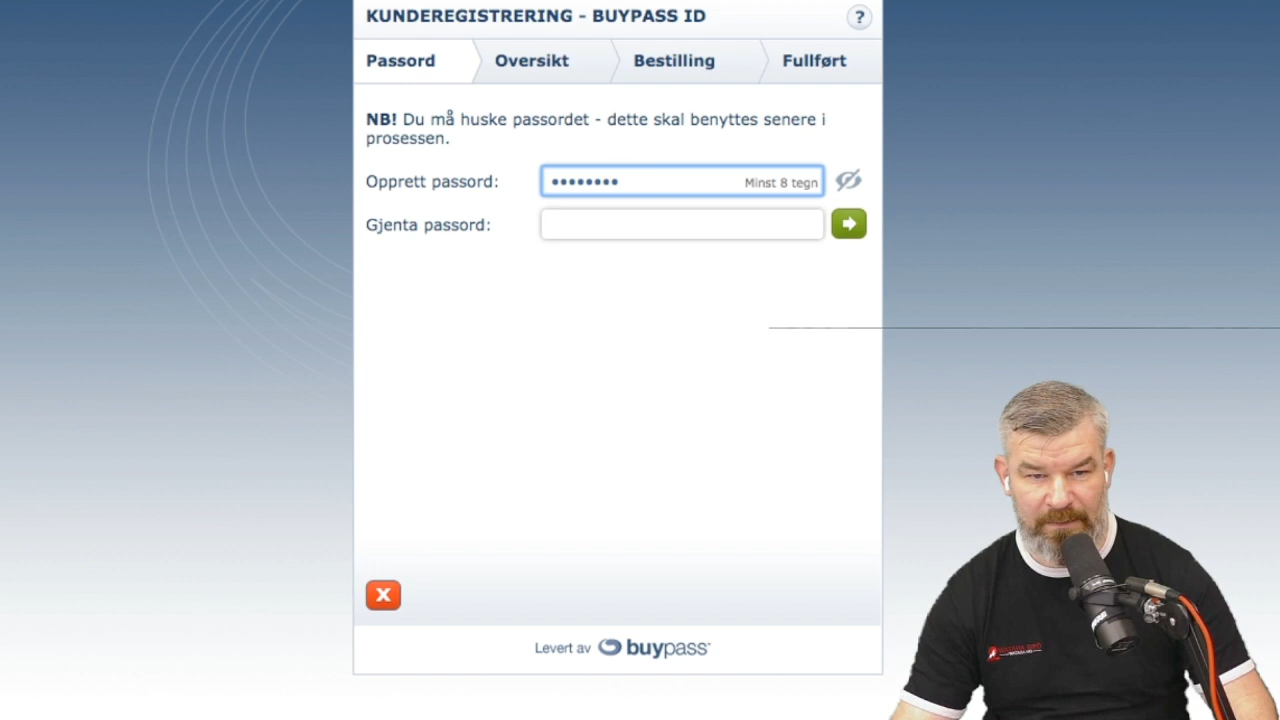 KUNDEREGISTRERING - BUYPASS ID
?
Passord
Oversikt
Bestilling
Fullført
NB! Du må huske passordet - dette skal benyttes senere i
prosessen.
Opprett passord:
•••••••• Minst 8 tegn
Gjenta passord:
Levert av buypass